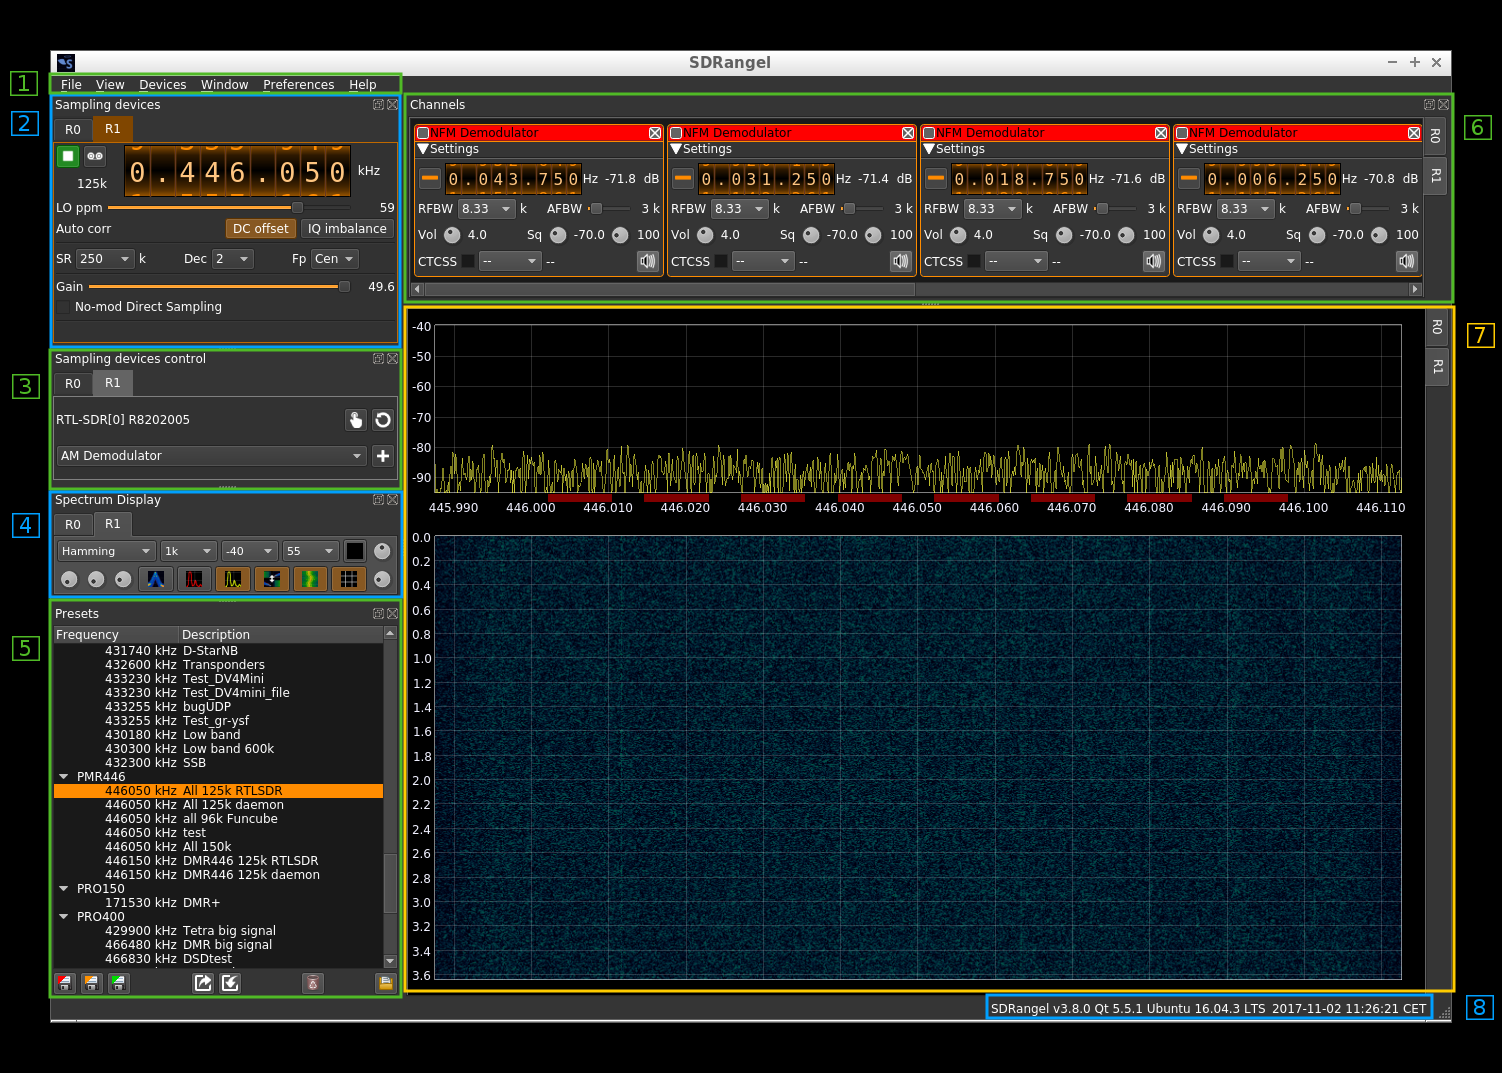 SDRangel
1
File View Devices Window Preferences Help
2
Sampling devices
R0 R1
0.446.050 kHz
125k
LO ppm 59
Auto corr DC offset IQ imbalance
SR 250 k Dec 2 Fp Cen
Gain 49.6
No-mod Direct Sampling
3
Sampling devices control
R0 R1
RTL-SDR[0] R8202005
AM Demodulator
4
Spectrum Display
R0 R1
Hamming 1k -40 55
5
Presets
Frequency Description
431740 kHz D-StarNB
432600 kHz Transponders
433230 kHz Test_DV4Mini
433230 kHz Test_DV4mini_file
433255 kHz bugUDP
433255 kHz Test_gr-ysf
430180 kHz Low band
430300 kHz Low band 600k
432300 kHz SSB
PMR446
446050 kHz All 125k RTLSDR
446050 kHz All 125k daemon
446050 kHz all 96k Funcube
446050 kHz test
446050 kHz All 150k
446150 kHz DMR446 125k RTLSDR
446150 kHz DMR446 125k daemon
PRO150
171530 kHz DMR+
PRO400
429900 kHz Tetra big signal
466480 kHz DMR big signal
466830 kHz DSDtest
6
Channels
R0
R1
NFM Demodulator NFM Demodulator NFM Demodulator NFM Demodulator
Settings Settings Settings Settings
0.043.750 Hz -71.8 dB 0.031.250 Hz -71.4 dB 0.018.750 Hz -71.6 dB 0.006.250 Hz -70.8 dB
RFBW 8.33 k AFBW 3 k RFBW 8.33 k AFBW 3 k RFBW 8.33 k AFBW 3 k RFBW 8.33 k AFBW 3 k
Vol 4.0 Sq -70.0 100 Vol 4.0 Sq -70.0 100 Vol 4.0 Sq -70.0 100 Vol 4.0 Sq -70.0 100
CTCSS -- -- CTCSS -- -- CTCSS -- -- CTCSS -- --
7
R0
R1
-40
-50
-60
-70
-80
-90
445.990 446.000 446.010 446.020 446.030 446.040 446.050 446.060 446.070 446.080 446.090 446.100 446.110
0.0
0.2
0.4
0.6
0.8
1.0
1.2
1.4
1.6
1.8
2.0
2.2
2.4
2.6
2.8
3.0
3.2
3.4
3.6
SDRangel v3.8.0 Qt 5.5.1 Ubuntu 16.04.3 LTS 2017-11-02 11:26:21 CET
8